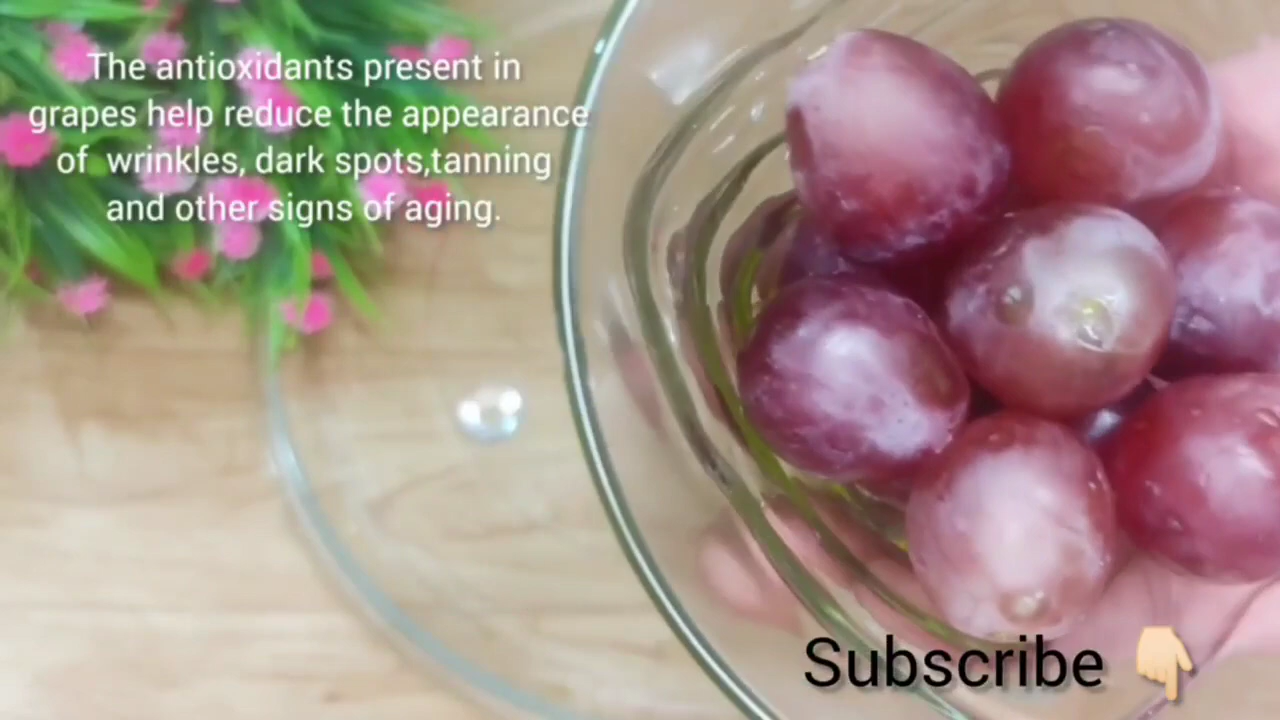 The antioxidants present in
grapes help reduce the appearance
of  wrinkles, dark spots,tanning
and other signs of aging.
Subscribe 👇🏼